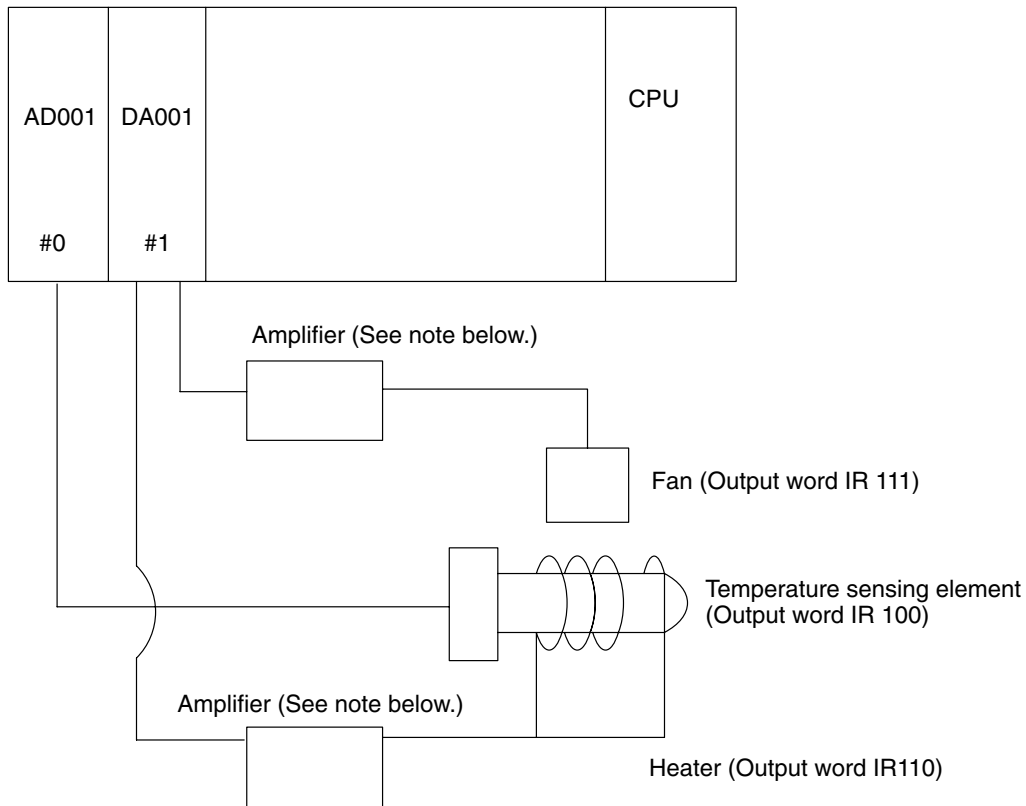 CPU
AD001
DA001
#0
#1
Amplifier (See note below.)
Fan (Output word IR 111)
Temperature sensing element
(Output word IR 100)
Amplifier (See note below.)
Heater (Output word IR110)